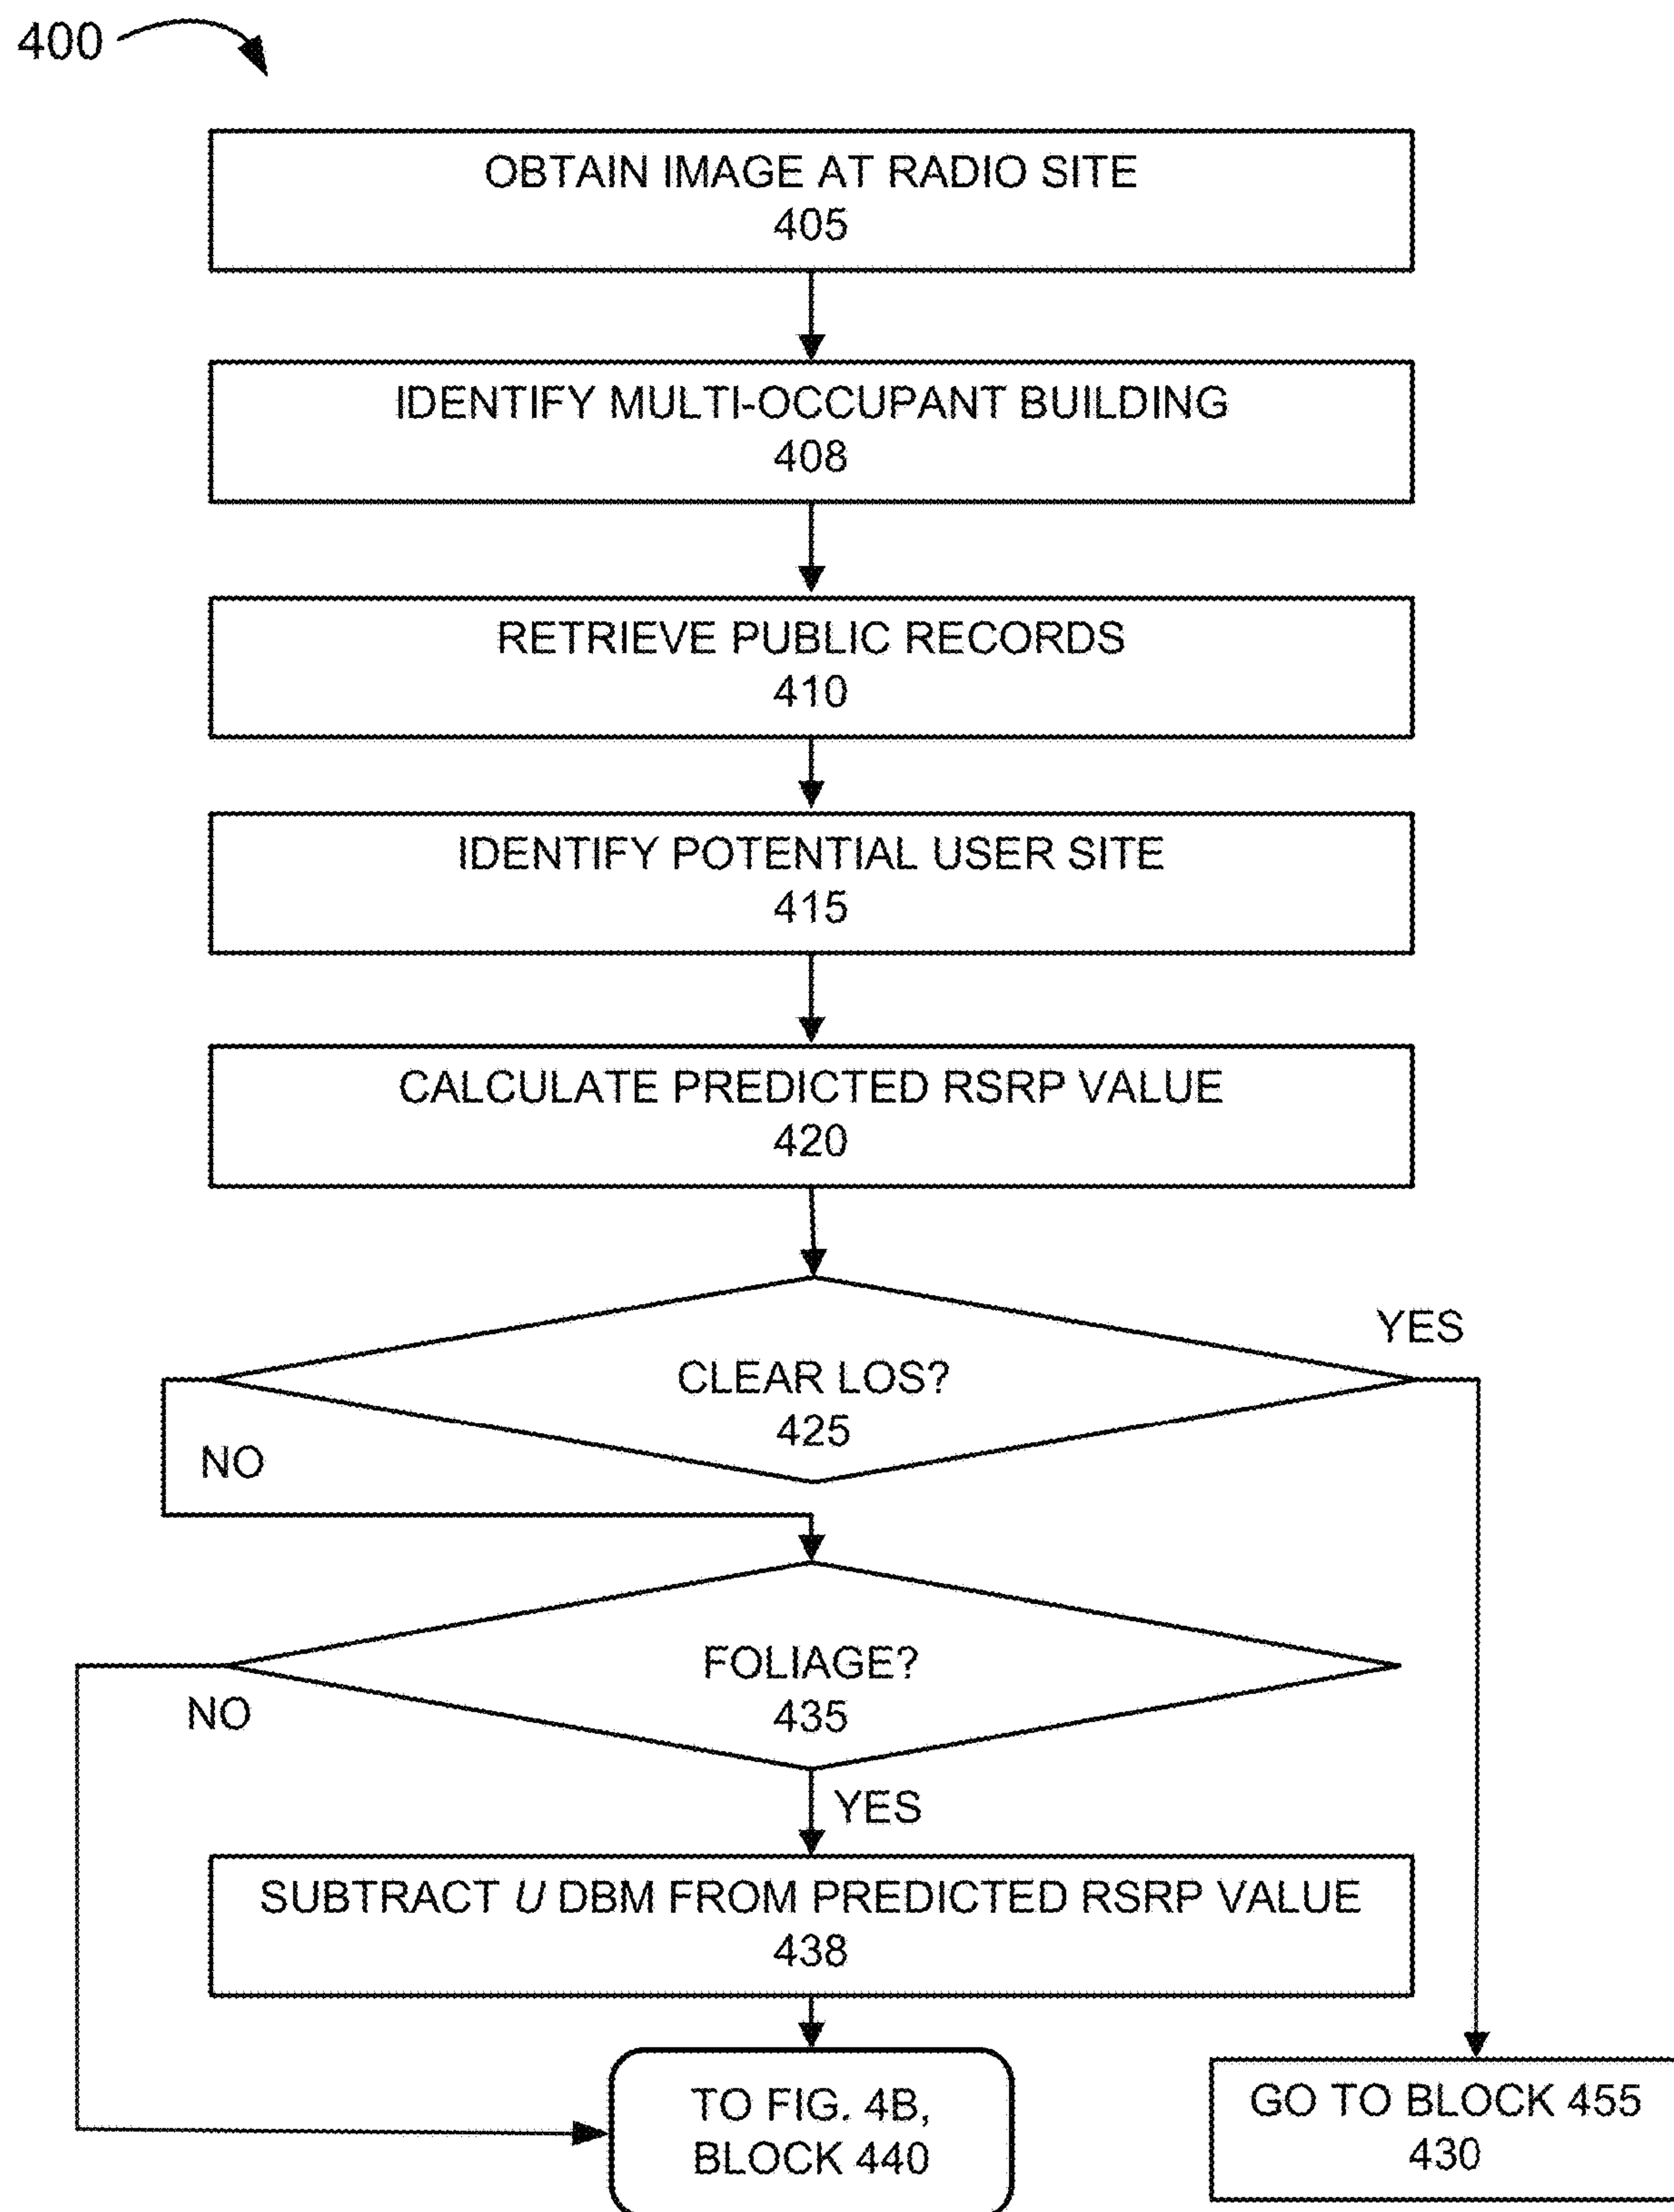 400
OBTAIN IMAGE AT RADIO SITE
405
IDENTIFY MULTI-OCCUPANT BUILDING
408
RETRIEVE PUBLIC RECORDS
410
IDENTIFY POTENTIAL USER SITE
415
CALCULATE PREDICTED RSRP VALUE
420
YES
CLEAR LOS?
425
NO
FOLIAGE?
435
NO
YES
SUBTRACT U DBM FROM PREDICTED RSRP VALUE
438
TO FIG. 4B,
BLOCK 440
GO TO BLOCK 455
430